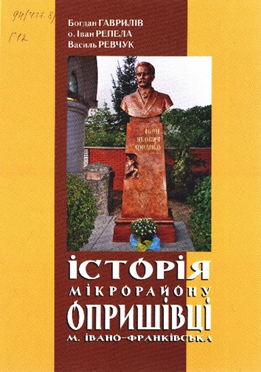 Богдан ГАВРИЛІВ
о. Іван РЕПЕЛА
Василь РЕВЧУК
ІСТОРІЯ
МІКРОРАЙОНУ
ОПРИШІВЦІ
М. ІВАНО-ФРАНКІВСЬКА